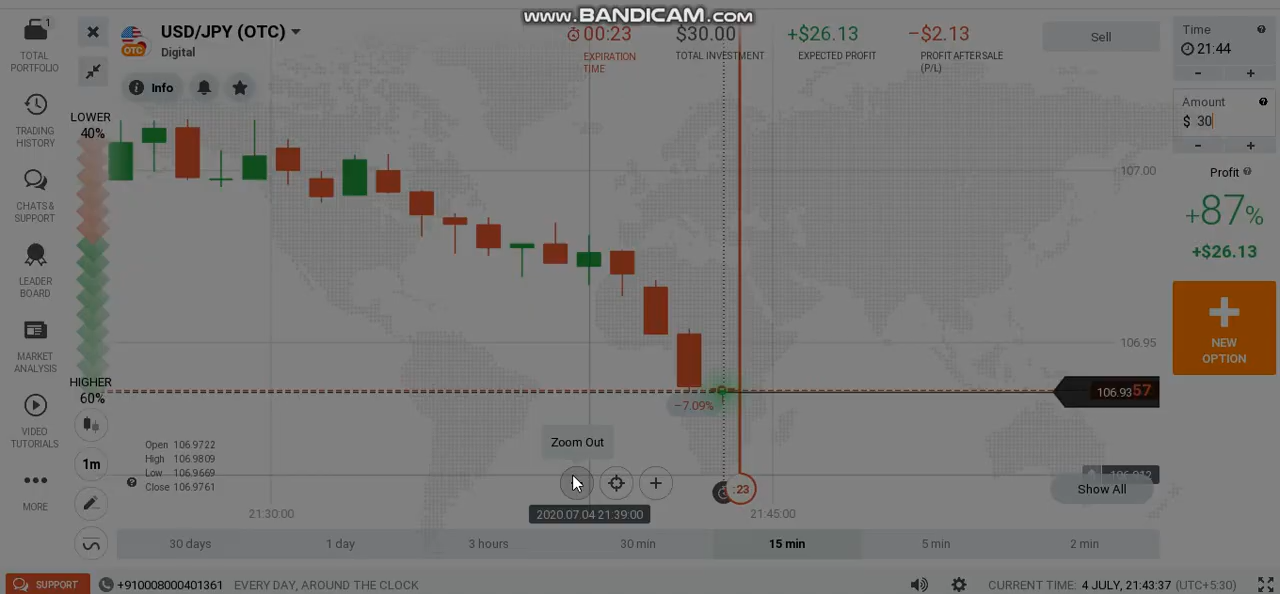 www.BANDICAM.com
1
TOTAL
PORTFOLIO
TRADING
HISTORY
CHATS &
SUPPORT
LEADER
BOARD
MARKET
ANALYSIS
VIDEO
TUTORIALS
MORE
USD/JPY (OTC)
OTC
Digital
Info
00:23
EXPIRATION
TIME
$30.00
TOTAL INVESTMENT
+$26.13
EXPECTED PROFIT
−$2.13
PROFIT AFTER SALE
(P/L)
Sell
Time
21:44
-
+
Amount
$ 30
-
+
Profit
+87%
+$26.13
NEW
OPTION
LOWER
40%
HIGHER
60%
107.00
106.95
106.9357
−7.09%
Open 106.9722
High 106.9809
Low 106.9669
Close 106.9761
1m
Zoom Out
:23
Show All
2020.07.04 21:39:00
21:30:00
21:45:00
30 days
1 day
3 hours
30 min
15 min
5 min
2 min
SUPPORT
+910008000401361
EVERY DAY, AROUND THE CLOCK
CURRENT TIME: 4 JULY, 21:43:37 (UTC+5:30)